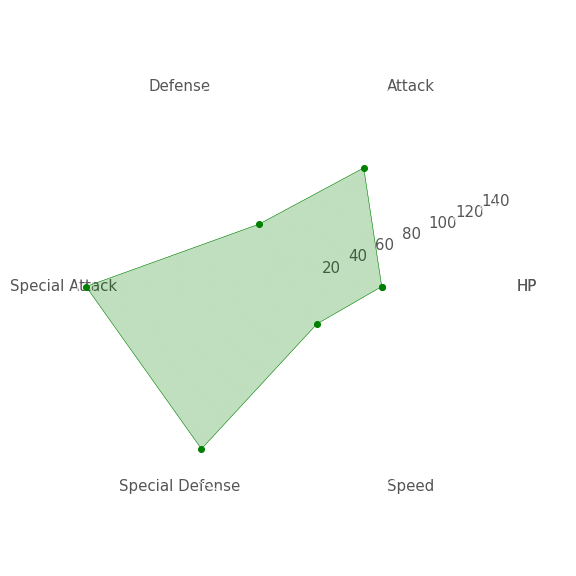 Defense
Attack
140
120
100
80
60
40
20
Special Attack
HP
Special Defense
Speed